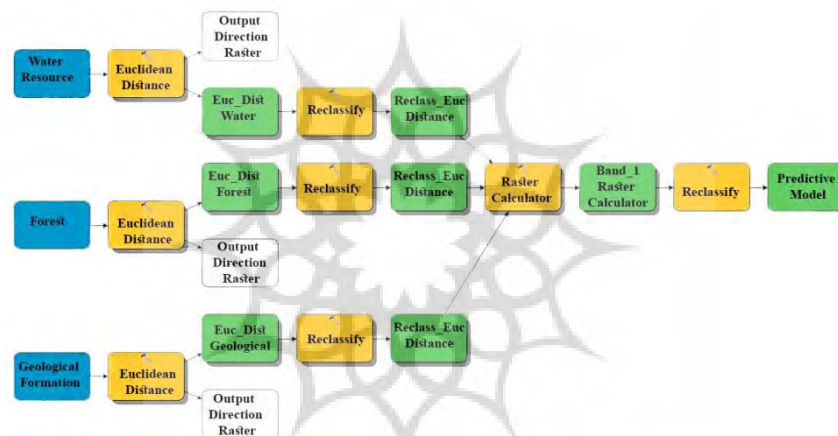 Output
Direction
Raster
Water
Resource
Euclidean
Distance
Euc_Dist
Water
Reclassify
Reclass_Euc
Distance
Euc_Dist
Forest
Reclassify
Reclass_Euc
Distance
Raster
Calculator
Band_1
Raster
Calculator
Reclassify
Predictive
Model
Forest
Euclidean
Distance
Output
Direction
Raster
Euc_Dist
Geological
Reclassify
Reclass_Euc
Distance
Geological
Formation
Euclidean
Distance
Output
Direction
Raster